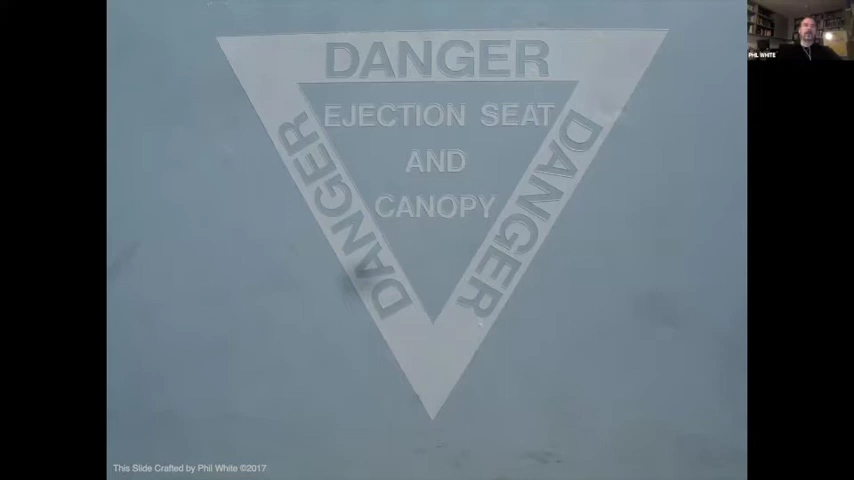 DANGER
EJECTION SEAT
AND
CANOPY
DANGER
DANGER
This Slide Crafted by Phil White ©2017
PHIL WHITE